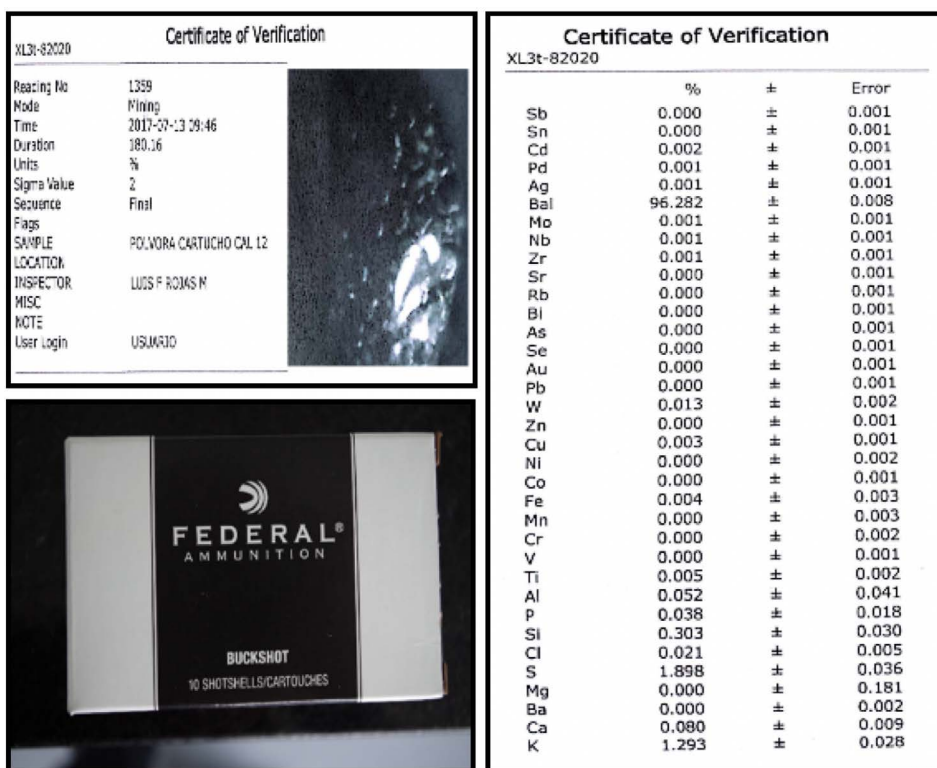 Certificate of Verification
XL3t-82020
Reading No 1359
Mode Mining
Time 2017-07-13 09:46
Duration 180.16
Units %
Sigma Value 2
Sequence Final
Flags
SAMPLE POLVORA CARTUCHO CAL 12
LOCATION
INSPECTOR LUIS F ROJAS M
MISC
NOTE
User Login USUARIO
FEDERAL®
AMMUNITION
BUCKSHOT
10 SHOTSHELLS/CARTOUCHES
Certificate of Verification
XL3t-82020
% ± Error
Sb 0.000 ± 0.001
Sn 0.000 ± 0.001
Cd 0.002 ± 0.001
Pd 0.001 ± 0.001
Ag 0.001 ± 0.001
Bal 96.282 ± 0.008
Mo 0.001 ± 0.001
Nb 0.001 ± 0.001
Zr 0.001 ± 0.001
Sr 0.000 ± 0.001
Rb 0.000 ± 0.001
Bi 0.000 ± 0.001
As 0.000 ± 0.001
Se 0.000 ± 0.001
Au 0.000 ± 0.001
Pb 0.000 ± 0.001
W 0.013 ± 0.002
Zn 0.000 ± 0.001
Cu 0.003 ± 0.001
Ni 0.000 ± 0.002
Co 0.000 ± 0.001
Fe 0.004 ± 0.003
Mn 0.000 ± 0.003
Cr 0.000 ± 0.002
V 0.000 ± 0.001
Ti 0.005 ± 0.002
Al 0.052 ± 0.041
P 0.038 ± 0.018
Si 0.303 ± 0.030
Cl 0.021 ± 0.005
S 1.898 ± 0.036
Mg 0.000 ± 0.181
Ba 0.000 ± 0.002
Ca 0.080 ± 0.009
K 1.293 ± 0.028